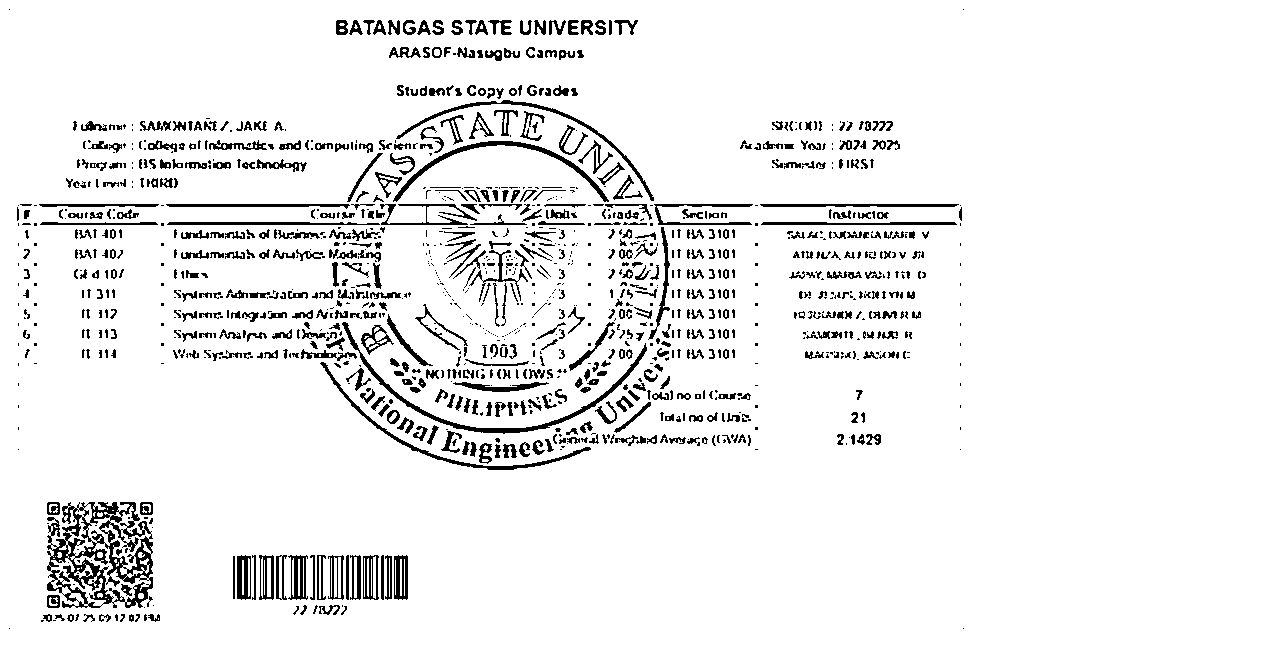 BATANGAS STATE UNIVERSITY
ARASOF-Nasugbu Campus
Student's Copy of Grades
Fullname : SAMONTAÑEZ, JAKE A. SRCODE : 22-78222
College : College of Informatics and Computing Sciences Academic Year : 2024-2025
Program : BS Information Technology Semester : FIRST
Year Level : THIRD
# Course Code Course Title Units Grade Section Instructor
1 BAT 401 Fundamentals of Business Analytics 3 2.50 IT-BA-3101 MARIE V.
2 BAT 402 Fundamentals of Analytics Modeling 3 2.00 IT-BA-3101 ATIENZA, ALFREDO V. JR.
3 GEd 107 Ethics 3 2.50 IT-BA-3101 MARIA D.
4 IT 311 Systems Administration and Maintenance 3 1.75 IT-BA-3101 DE JESUS, M.
5 IT 312 Systems Integration and Architecture 3 2.00 IT-BA-3101 HERNANDEZ, OLIVER M.
6 IT 313 System Analysis and Design 3 2.25 IT-BA-3101 SAMONTE, R.
7 IT 314 Web Systems and Technologies 3 2.00 IT-BA-3101 JASON C.
** NOTHING FOLLOWS **
Total no of Course 7
Total no of Units 21
General Weighted Average (GWA) 2.1429
BATANGAS STATE UNIVERSITY
1903
PHILIPPINES
The National Engineering University
22-78222
2025-07-25 09:12:02 PM